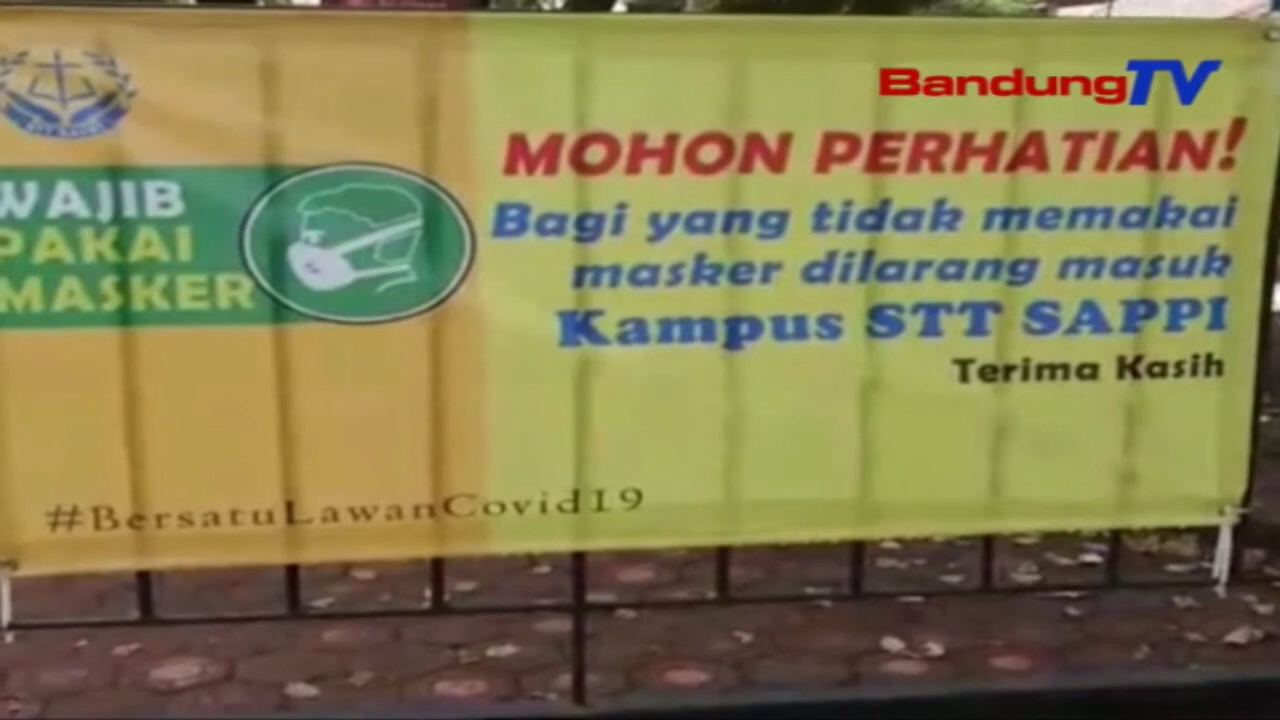 BandungTV
WAJIB
PAKAI
MASKER
MOHON PERHATIAN!
Bagi yang tidak memakai
masker dilarang masuk
Kampus STT SAPPI
Terima Kasih
#BersatuLawanCovid19